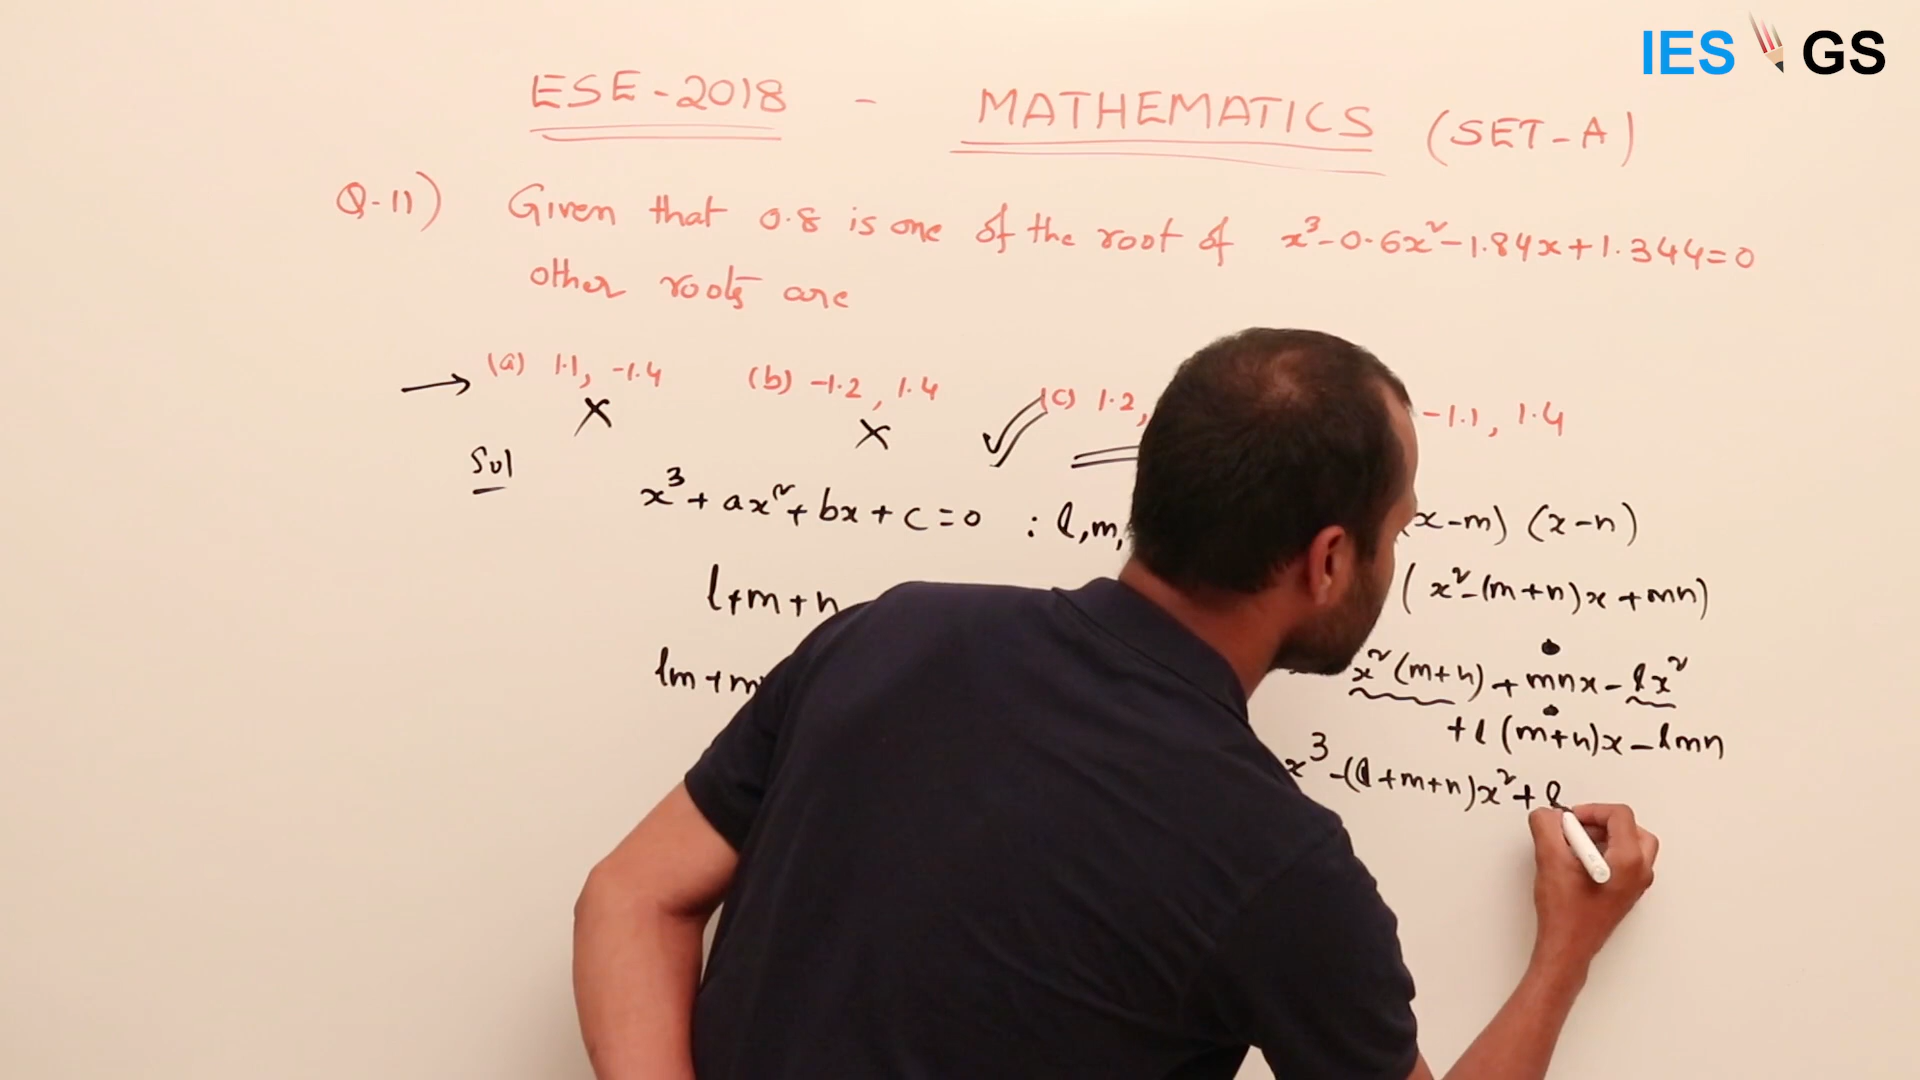 IES GS
ESE-2018 - MATHEMATICS (SET-A)
Q-11) Given that 0.8 is one of the root of x³-0.6x²-1.84x+1.344=0
other roots are
(a) 1.1, -1.4 (b) -1.2, 1.4 (c) 1.2, -1.1, 1.4
Sol
x³+ax²+bx+c=0 : l,m, (x-m) (x-n)
l+m+n (x²-(m+n)x+mn)
lm+m x²(m+n)+mnx-lx²
+l(m+n)x-lmn
x³-(l+m+n)x²+l